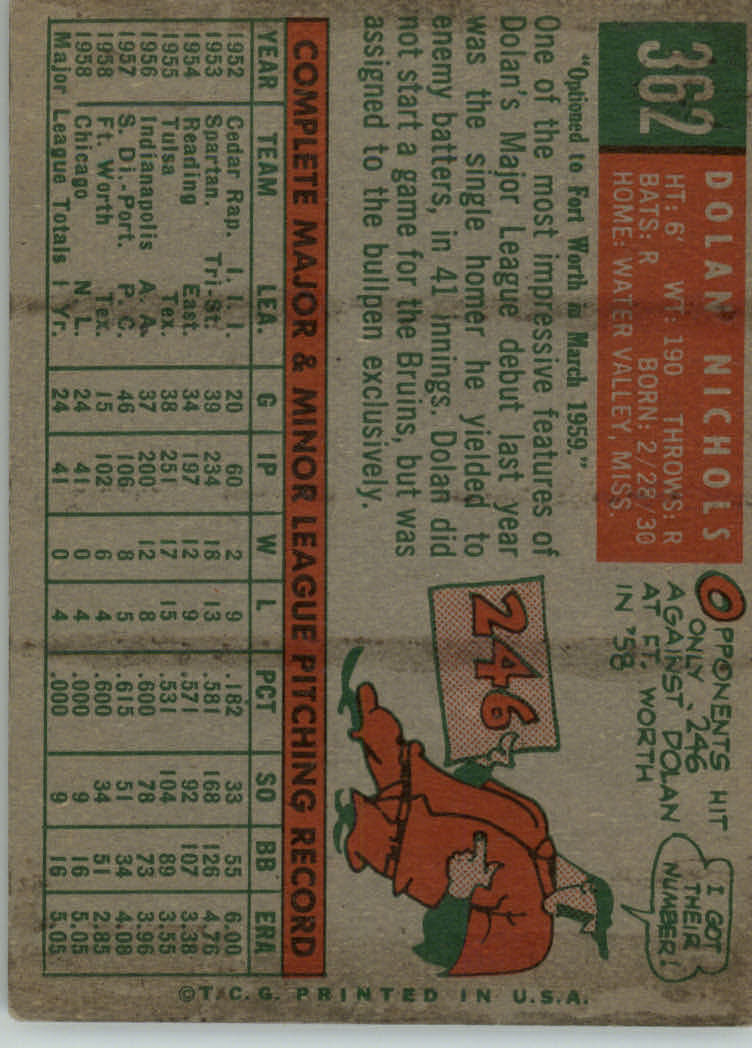 362
DOLAN NICHOLS
HT: 6' WT: 190 THROWS: R
BATS: R BORN: 2/28/30
HOME: WATER VALLEY, MISS.
"Optioned to Fort Worth in March 1959."
One of the most impressive features of
Dolan's Major League debut last year
was the single homer he yielded to
enemy batters, in 41 innings. Dolan did
not start a game for the Bruins, but was
assigned to the bullpen exclusively.
OPPONENTS HIT
ONLY .246
AGAINST DOLAN
AT FT. WORTH
IN '58
I GOT
THEIR
NUMBER!
246
COMPLETE MAJOR & MINOR LEAGUE PITCHING RECORD
YEAR TEAM LEA. G IP W L PCT SO BB ERA
1952 Cedar Rap. I. I. I. 20 60 2 9 .182 33 55 6.00
1953 Spartan. Tri-St. 39 234 18 13 .581 168 126 4.76
1954 Reading East. 34 197 12 9 .571 92 107 3.38
1955 Tulsa Tex. 38 251 17 15 .531 104 89 3.55
1956 Indianapolis A. A. 37 200 12 8 .600 78 73 3.96
1957 S. Di.-Port. P. C. 46 106 8 5 .615 51 34 4.08
1958 Ft. Worth Tex. 15 102 6 4 .600 34 51 2.85
1958 Chicago N L. 24 41 0 4 .000 9 16 5.05
Major League Totals 1 Yr. 24 41 0 4 .000 9 16 5.05
©T.C.G. PRINTED IN U.S.A.